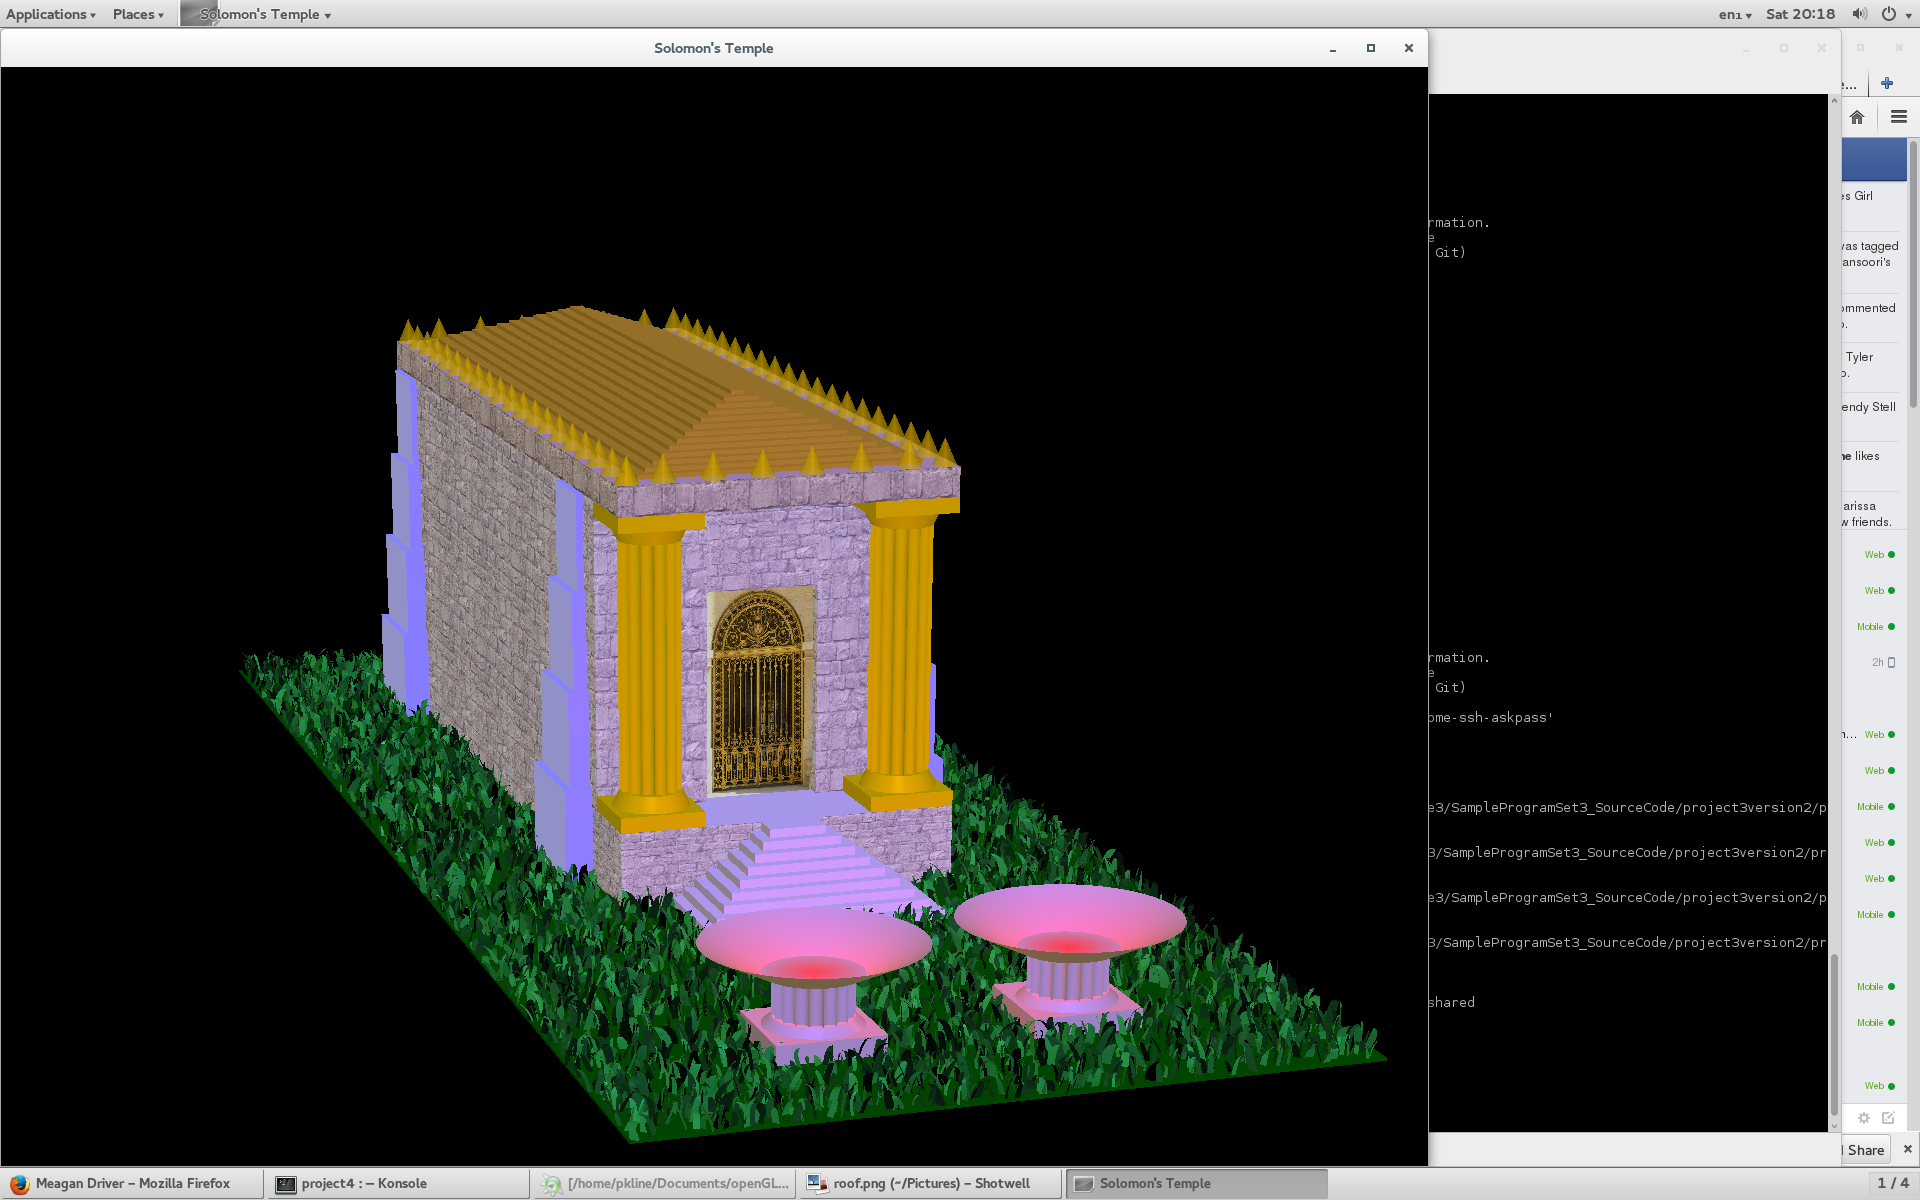 Applications Places Solomon's Temple en1 Sat 20:18
Solomon's Temple
rmation.
e
Git)
rmation.
e
Git)
ome-ssh-askpass'
e3/SampleProgramSet3_SourceCode/project3version2/p
3/SampleProgramSet3_SourceCode/project3version2/pr
e3/SampleProgramSet3_SourceCode/project3version2/p
3/SampleProgramSet3_SourceCode/project3version2/pr
shared
e...
es Girl
was tagged
ansoori's
ommented
o.
Tyler
o.
endy Stell
he likes
arissa
w friends.
Web
Web
Mobile
2h
n... Web
Web
Mobile
Web
Web
Mobile
Mobile
Mobile
Web
Share
Meagan Driver – Mozilla Firefox project4 : – Konsole [/home/pkline/Documents/openGL... roof.png (~/Pictures) – Shotwell Solomon's Temple 1 / 4